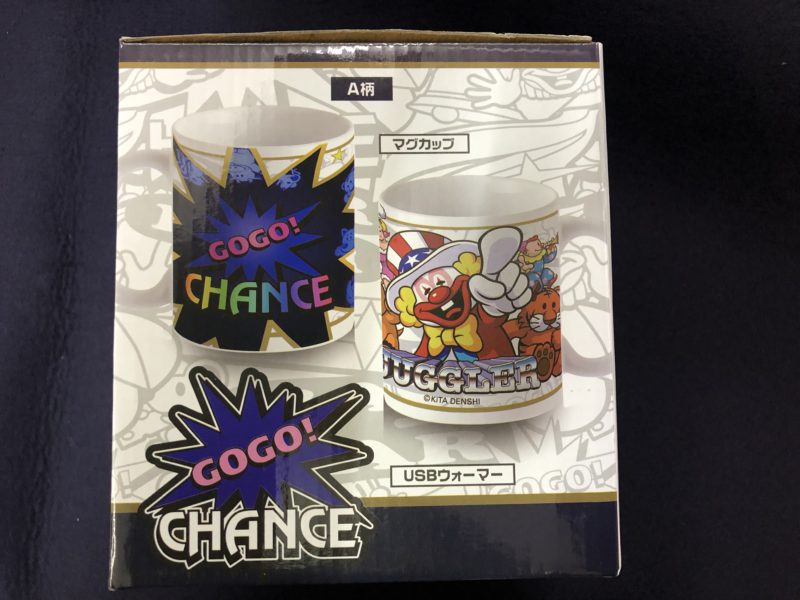 A柄
マグカップ
GOGO!
CHANCE
JUGGLER
©KITA DENSHI
GOGO!
CHANCE
USBウォーマー
GOGO!